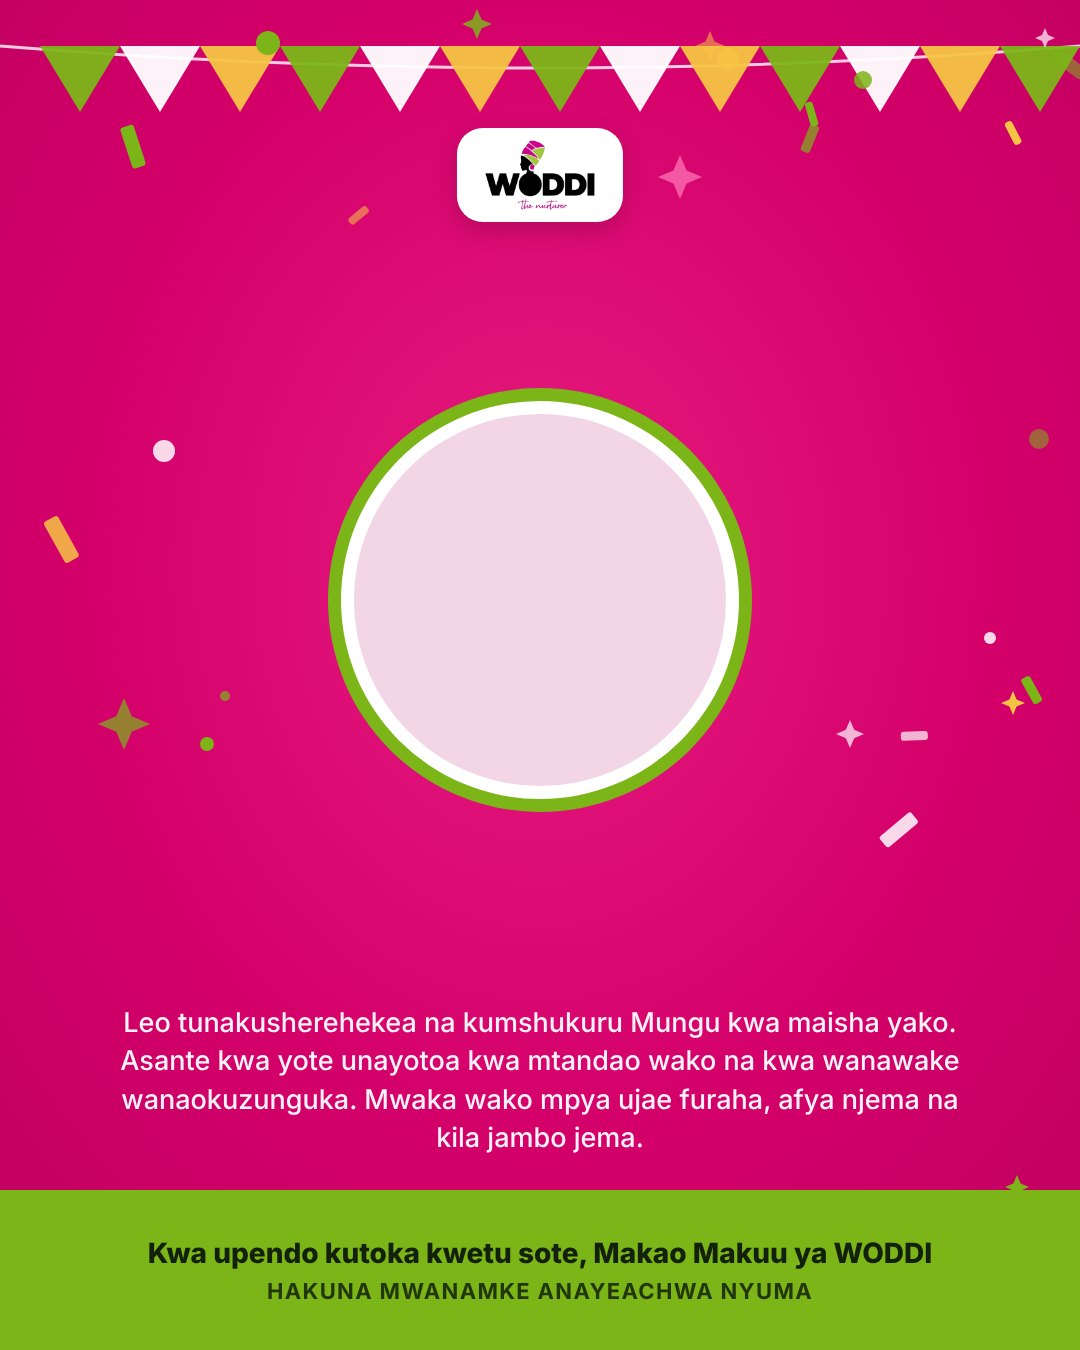 WODDI
the nurturer
Leo tunakusherehekea na kumshukuru Mungu kwa maisha yako.
Asante kwa yote unayotoa kwa mtandao wako na kwa wanawake
wanaokuzunguka. Mwaka wako mpya ujae furaha, afya njema na
kila jambo jema.
Kwa upendo kutoka kwetu sote, Makao Makuu ya WODDI
HAKUNA MWANAMKE ANAYEACHWA NYUMA